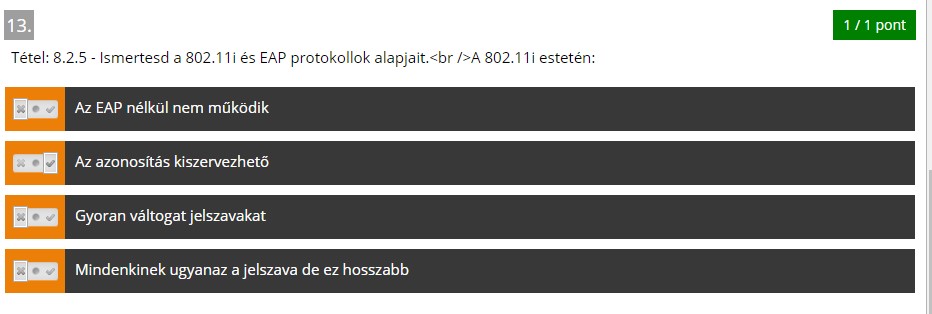 13.
1 / 1 pont
Tétel: 8.2.5 - Ismertesd a 802.11i és EAP protokollok alapjait.<br />A 802.11i estetén:
Az EAP nélkül nem működik
Az azonosítás kiszervezhető
Gyoran váltogat jelszavakat
Mindenkinek ugyanaz a jelszava de ez hosszabb